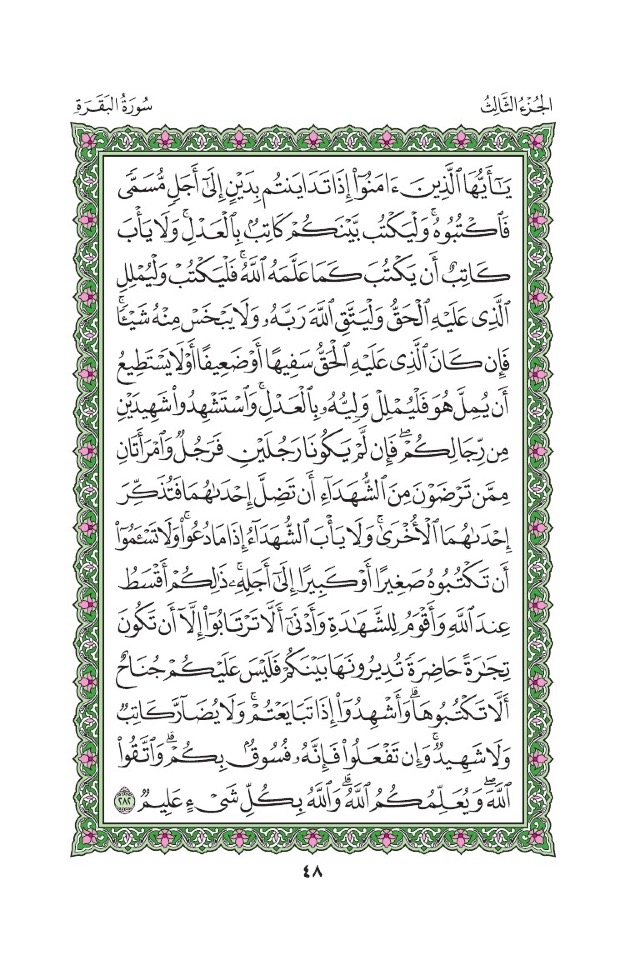 الجُزْءُ الثَّالِثُ
سُورَةُ البَقَرَةِ
يَـٰٓأَيُّهَا ٱلَّذِينَ ءَامَنُوٓا۟ إِذَا تَدَايَنتُم بِدَيْنٍ إِلَىٰٓ أَجَلٍ مُّسَمًّى
فَٱكْتُبُوهُ ۚ وَلْيَكْتُب بَّيْنَكُمْ كَاتِبٌۢ بِٱلْعَدْلِ ۚ وَلَا يَأْبَ
كَاتِبٌ أَن يَكْتُبَ كَمَا عَلَّمَهُ ٱللَّهُ ۚ فَلْيَكْتُبْ وَلْيُمْلِلِ
ٱلَّذِى عَلَيْهِ ٱلْحَقُّ وَلْيَتَّقِ ٱللَّهَ رَبَّهُۥ وَلَا يَبْخَسْ مِنْهُ شَيْـًٔا ۚ
فَإِن كَانَ ٱلَّذِى عَلَيْهِ ٱلْحَقُّ سَفِيهًا أَوْ ضَعِيفًا أَوْ لَا يَسْتَطِيعُ
أَن يُمِلَّ هُوَ فَلْيُمْلِلْ وَلِيُّهُۥ بِٱلْعَدْلِ ۚ وَٱسْتَشْهِدُوا۟ شَهِيدَيْنِ
مِن رِّجَالِكُمْ ۖ فَإِن لَّمْ يَكُونَا رَجُلَيْنِ فَرَجُلٌ وَٱمْرَأَتَانِ
مِمَّن تَرْضَوْنَ مِنَ ٱلشُّهَدَآءِ أَن تَضِلَّ إِحْدَىٰهُمَا فَتُذَكِّرَ
إِحْدَىٰهُمَا ٱلْأُخْرَىٰ ۚ وَلَا يَأْبَ ٱلشُّهَدَآءُ إِذَا مَا دُعُوا۟ ۚ وَلَا تَسْـَٔمُوٓا۟
أَن تَكْتُبُوهُ صَغِيرًا أَوْ كَبِيرًا إِلَىٰٓ أَجَلِهِۦ ۚ ذَٰلِكُمْ أَقْسَطُ
عِندَ ٱللَّهِ وَأَقْوَمُ لِلشَّهَـٰدَةِ وَأَدْنَىٰٓ أَلَّا تَرْتَابُوٓا۟ ۖ إِلَّآ أَن تَكُونَ
تِجَـٰرَةً حَاضِرَةً تُدِيرُونَهَا بَيْنَكُمْ فَلَيْسَ عَلَيْكُمْ جُنَاحٌ
أَلَّا تَكْتُبُوهَا ۗ وَأَشْهِدُوٓا۟ إِذَا تَبَايَعْتُمْ ۚ وَلَا يُضَآرَّ كَاتِبٌ
وَلَا شَهِيدٌ ۚ وَإِن تَفْعَلُوا۟ فَإِنَّهُۥ فُسُوقٌۢ بِكُمْ ۗ وَٱتَّقُوا۟
ٱللَّهَ ۖ وَيُعَلِّمُكُمُ ٱللَّهُ ۗ وَٱللَّهُ بِكُلِّ شَىْءٍ عَلِيمٌ ٢٨٢
٤٨